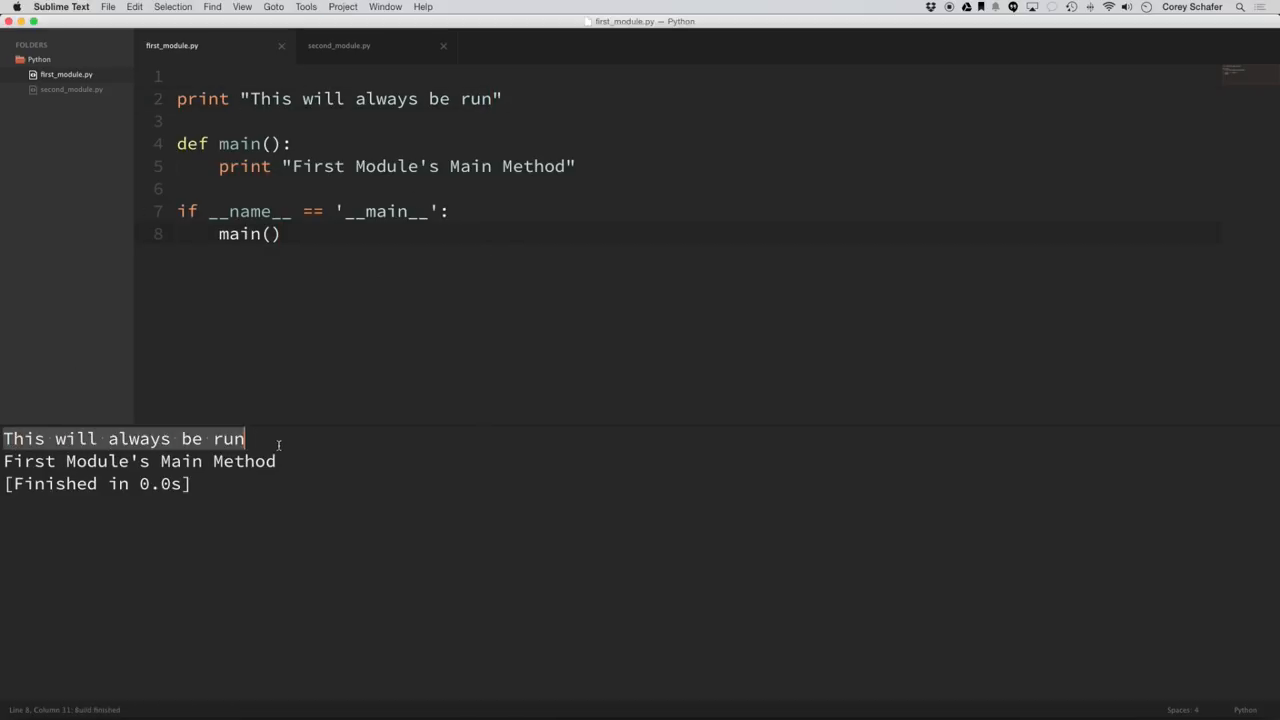 Sublime Text File Edit Selection Find View Goto Tools Project Window Help Corey Schafer
first_module.py — Python
FOLDERS
Python
first_module.py
second_module.py
first_module.py second_module.py
1
2 print "This will always be run"
3
4 def main():
5 print "First Module's Main Method"
6
7 if __name__ == '__main__':
8 main()
This will always be run
First Module's Main Method
[Finished in 0.0s]
Line 8, Column 31; Build finished Spaces: 4 Python